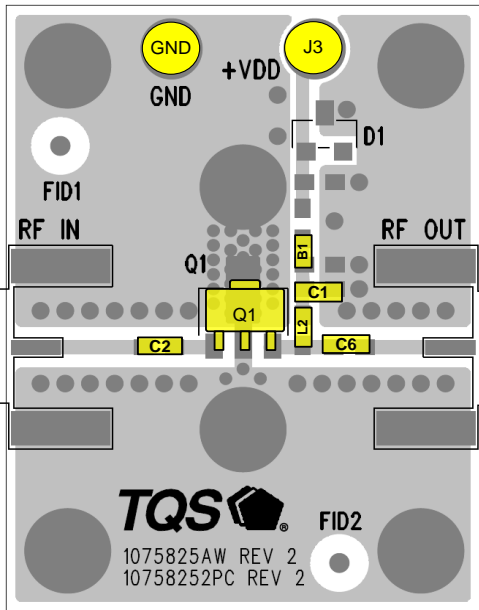 GND
J3
+VDD
GND
D1
FID1
RF IN
RF OUT
B1
Q1
C1
Q1
L2
C2
C6
TQS ®
FID2
1075825AW REV 2
10758252PC REV 2